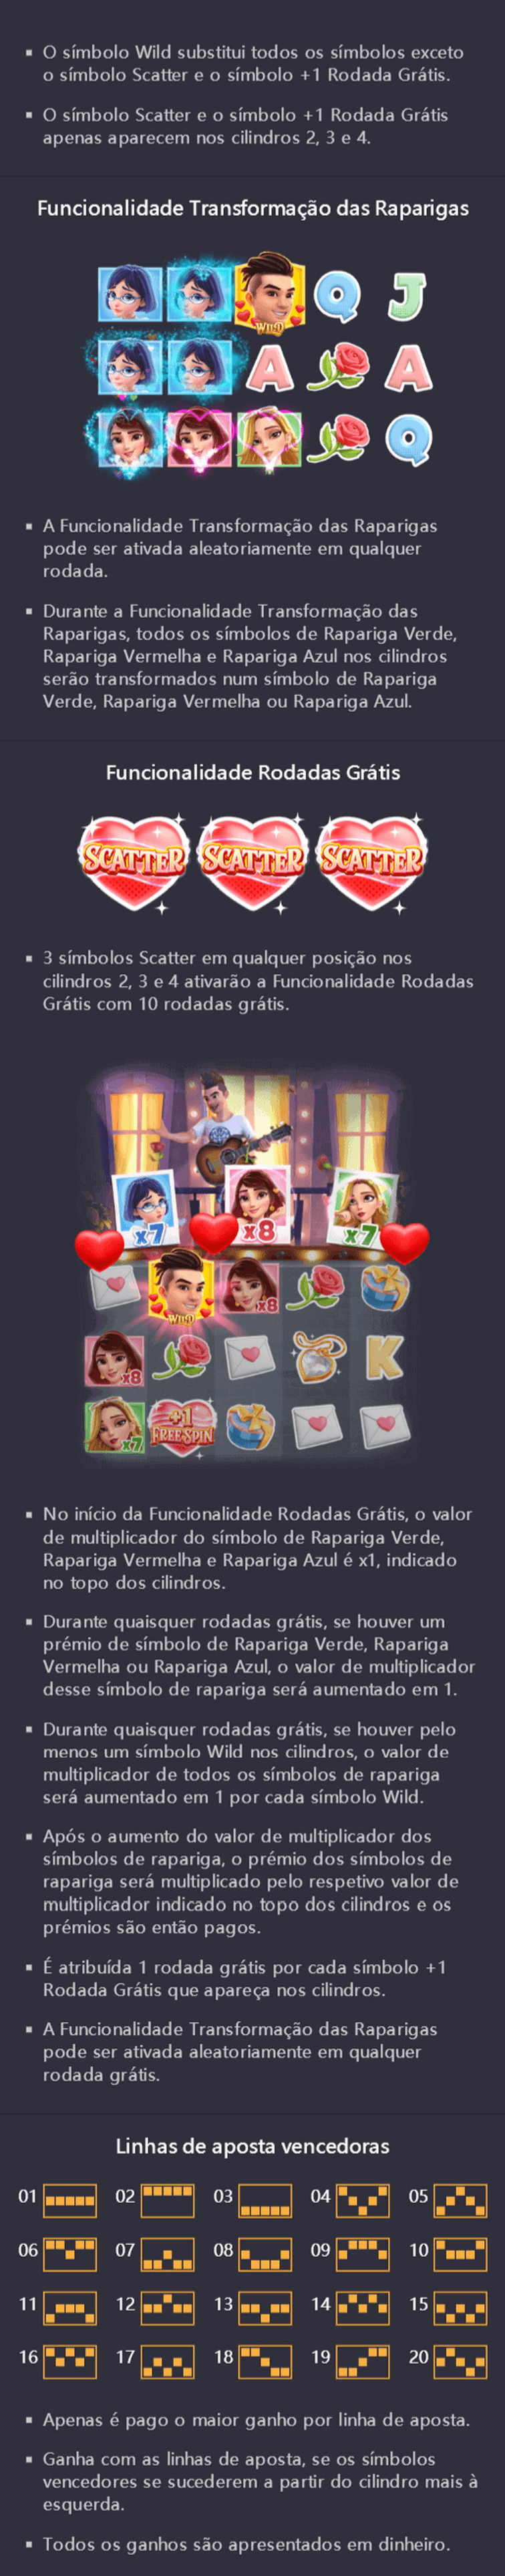 ▪ O símbolo Wild substitui todos os símbolos exceto
o símbolo Scatter e o símbolo +1 Rodada Grátis.
▪ O símbolo Scatter e o símbolo +1 Rodada Grátis
apenas aparecem nos cilindros 2, 3 e 4.
Funcionalidade Transformação das Raparigas
WILD
Q
J
A
A
Q
▪ A Funcionalidade Transformação das Raparigas
pode ser ativada aleatoriamente em qualquer
rodada.
▪ Durante a Funcionalidade Transformação das
Raparigas, todos os símbolos de Rapariga Verde,
Rapariga Vermelha e Rapariga Azul nos cilindros
serão transformados num símbolo de Rapariga
Verde, Rapariga Vermelha ou Rapariga Azul.
Funcionalidade Rodadas Grátis
SCATTER SCATTER SCATTER
▪ 3 símbolos Scatter em qualquer posição nos
cilindros 2, 3 e 4 ativarão a Funcionalidade Rodadas
Grátis com 10 rodadas grátis.
x7 x8 x7
WILD x8
x8 K
x7 +1
FREE SPIN
▪ No início da Funcionalidade Rodadas Grátis, o valor
de multiplicador do símbolo de Rapariga Verde,
Rapariga Vermelha e Rapariga Azul é x1, indicado
no topo dos cilindros.
▪ Durante quaisquer rodadas grátis, se houver um
prémio de símbolo de Rapariga Verde, Rapariga
Vermelha ou Rapariga Azul, o valor de multiplicador
desse símbolo de rapariga será aumentado em 1.
▪ Durante quaisquer rodadas grátis, se houver pelo
menos um símbolo Wild nos cilindros, o valor de
multiplicador de todos os símbolos de rapariga
será aumentado em 1 por cada símbolo Wild.
▪ Após o aumento do valor de multiplicador dos
símbolos de rapariga, o prémio dos símbolos de
rapariga será multiplicado pelo respetivo valor de
multiplicador indicado no topo dos cilindros e os
prémios são então pagos.
▪ É atribuída 1 rodada grátis por cada símbolo +1
Rodada Grátis que apareça nos cilindros.
▪ A Funcionalidade Transformação das Raparigas
pode ser ativada aleatoriamente em qualquer
rodada grátis.
Linhas de aposta vencedoras
01 02 03 04 05
06 07 08 09 10
11 12 13 14 15
16 17 18 19 20
▪ Apenas é pago o maior ganho por linha de aposta.
▪ Ganha com as linhas de aposta, se os símbolos
vencedores se sucederem a partir do cilindro mais à
esquerda.
▪ Todos os ganhos são apresentados em dinheiro.